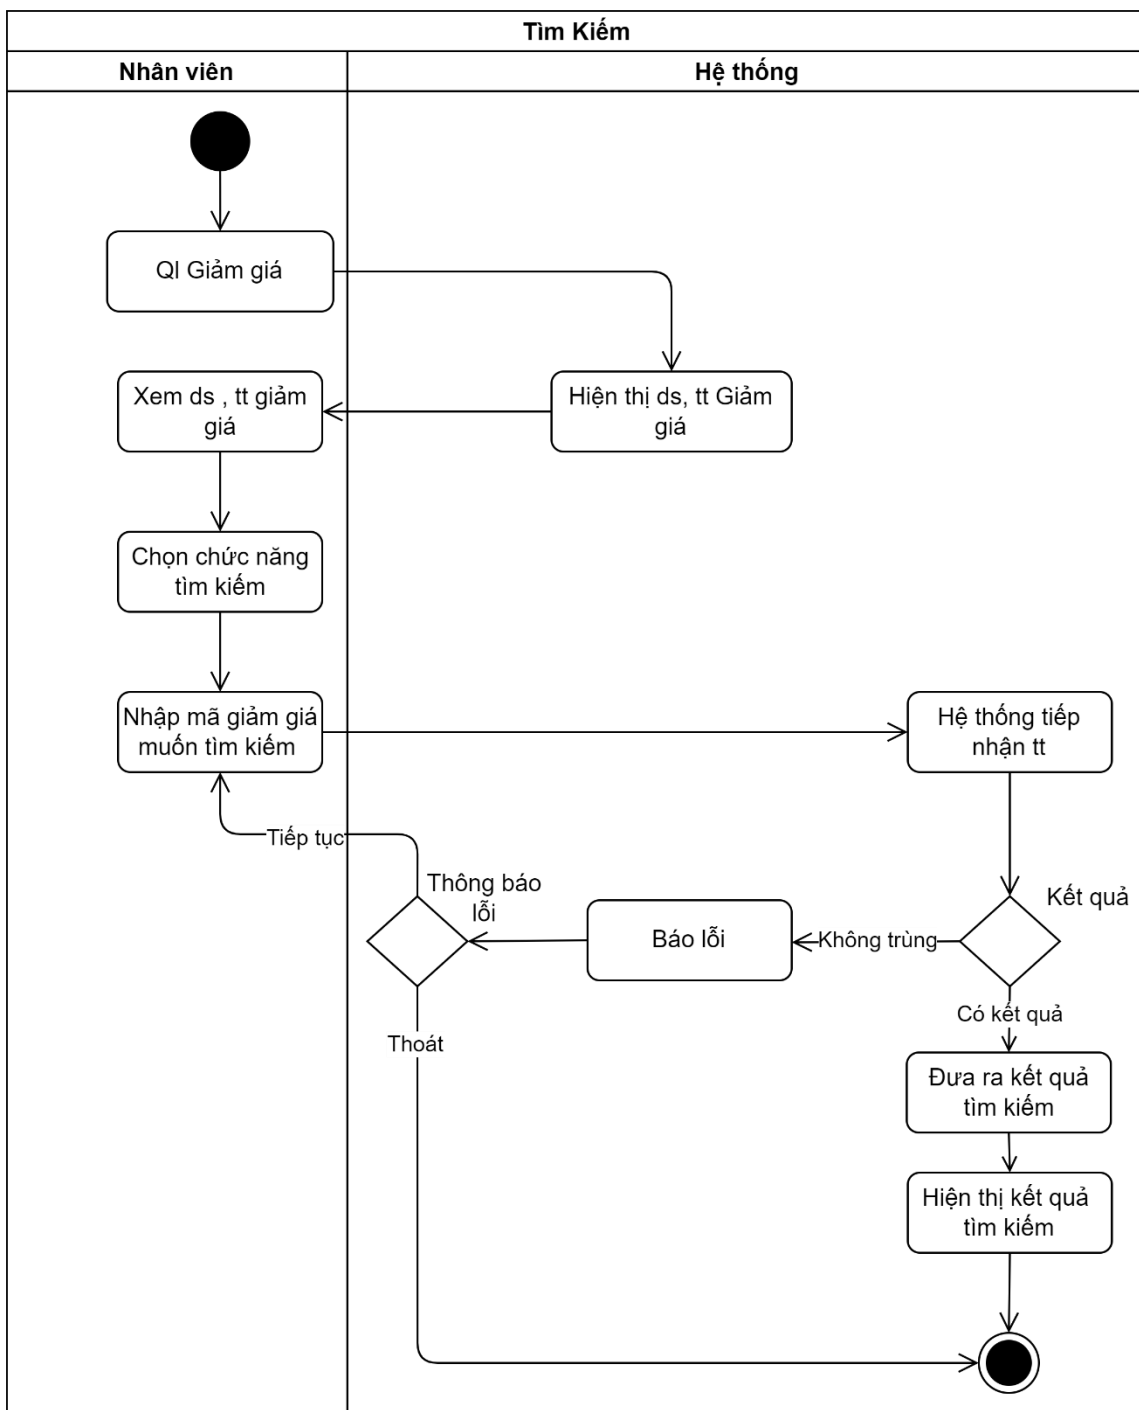 Tìm Kiếm
Nhân viên
Hệ thống
Ql Giảm giá
Xem ds , tt giảm
giá
Hiện thị ds, tt Giảm
giá
Chọn chức năng
tìm kiếm
Nhập mã giảm giá
muốn tìm kiếm
Hệ thống tiếp
nhận tt
Tiếp tục
Thông báo
lỗi
Báo lỗi
Không trùng
Kết quả
Có kết quả
Thoát
Đưa ra kết quả
tìm kiếm
Hiện thị kết quả
tìm kiếm